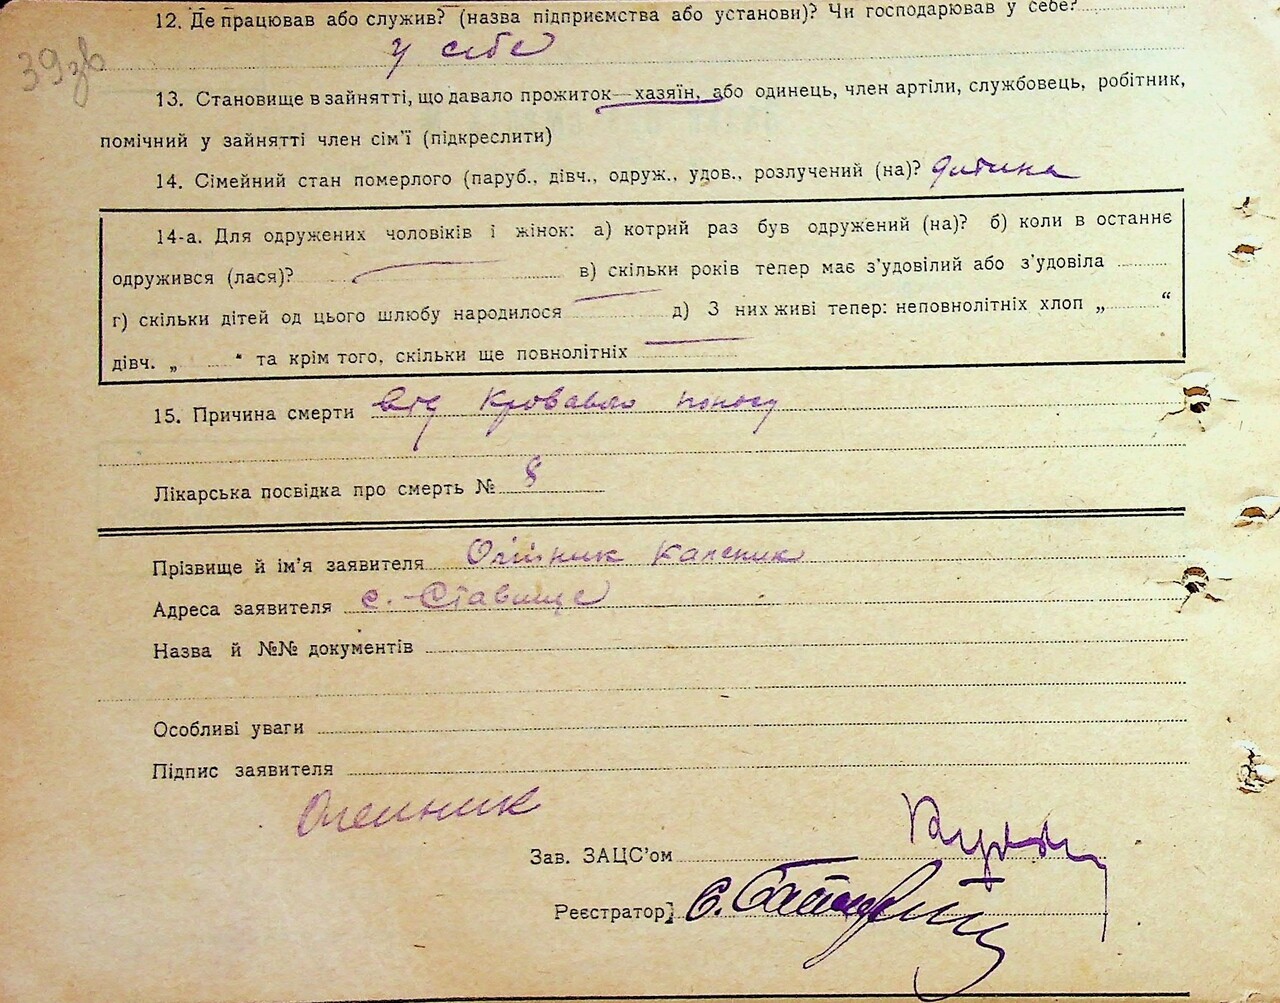 12. Де працював або служив? (назва підприємства або установи)? Чи господарював у себе?
у себе
39 зв
13. Становище в зайнятті, що давало прожиток—хазяїн, або одинець, член артілі, службовець, робітник,
помічний у зайнятті член сім'ї (підкреслити)
14. Сімейний стан померлого (паруб., дівч., одруж., удов., розлучений (на)? дитина
14-а. Для одружених чоловіків і жінок: а) котрий раз був одружений (на)? б) коли в останнє
одружився (лася)? в) скільки років тепер має з'удовілий або з'удовіла
г) скільки дітей од цього шлюбу народилося д) З них живі тепер: неповнолітніх хлоп „ “
дівч. „ “ та крім того, скільки ще повнолітніх
15. Причина смерти від Кровавого поносу
Лікарська посвідка про смерть № 8
Прізвище й ім'я заявителя Олійник
Адреса заявителя с. Ставище
Назва й №№ документів
Особливі уваги
Підпис заявителя
Олейник
Зав. ЗАЦС'ом
Реєстратор